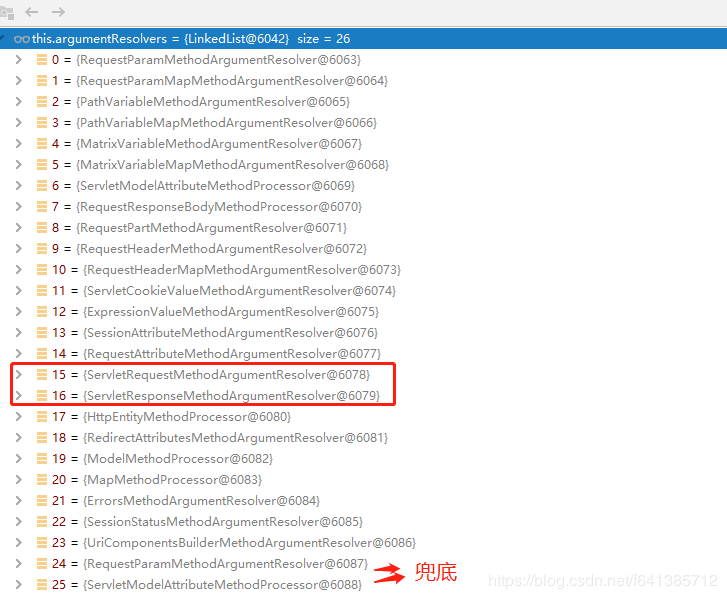 this.argumentResolvers = {LinkedList@6042} size = 26
0 = {RequestParamMethodArgumentResolver@6063}
1 = {RequestParamMapMethodArgumentResolver@6064}
2 = {PathVariableMethodArgumentResolver@6065}
3 = {PathVariableMapMethodArgumentResolver@6066}
4 = {MatrixVariableMethodArgumentResolver@6067}
5 = {MatrixVariableMapMethodArgumentResolver@6068}
6 = {ServletModelAttributeMethodProcessor@6069}
7 = {RequestResponseBodyMethodProcessor@6070}
8 = {RequestPartMethodArgumentResolver@6071}
9 = {RequestHeaderMethodArgumentResolver@6072}
10 = {RequestHeaderMapMethodArgumentResolver@6073}
11 = {ServletCookieValueMethodArgumentResolver@6074}
12 = {ExpressionValueMethodArgumentResolver@6075}
13 = {SessionAttributeMethodArgumentResolver@6076}
14 = {RequestAttributeMethodArgumentResolver@6077}
15 = {ServletRequestMethodArgumentResolver@6078}
16 = {ServletResponseMethodArgumentResolver@6079}
17 = {HttpEntityMethodProcessor@6080}
18 = {RedirectAttributesMethodArgumentResolver@6081}
19 = {ModelMethodProcessor@6082}
20 = {MapMethodProcessor@6083}
21 = {ErrorsMethodArgumentResolver@6084}
22 = {SessionStatusMethodArgumentResolver@6085}
23 = {UriComponentsBuilderMethodArgumentResolver@6086}
24 = {RequestParamMethodArgumentResolver@6087}
兜底
25 = {ServletModelAttributeMethodProcessor@6088}
https://blog.csdn.net/f641385712